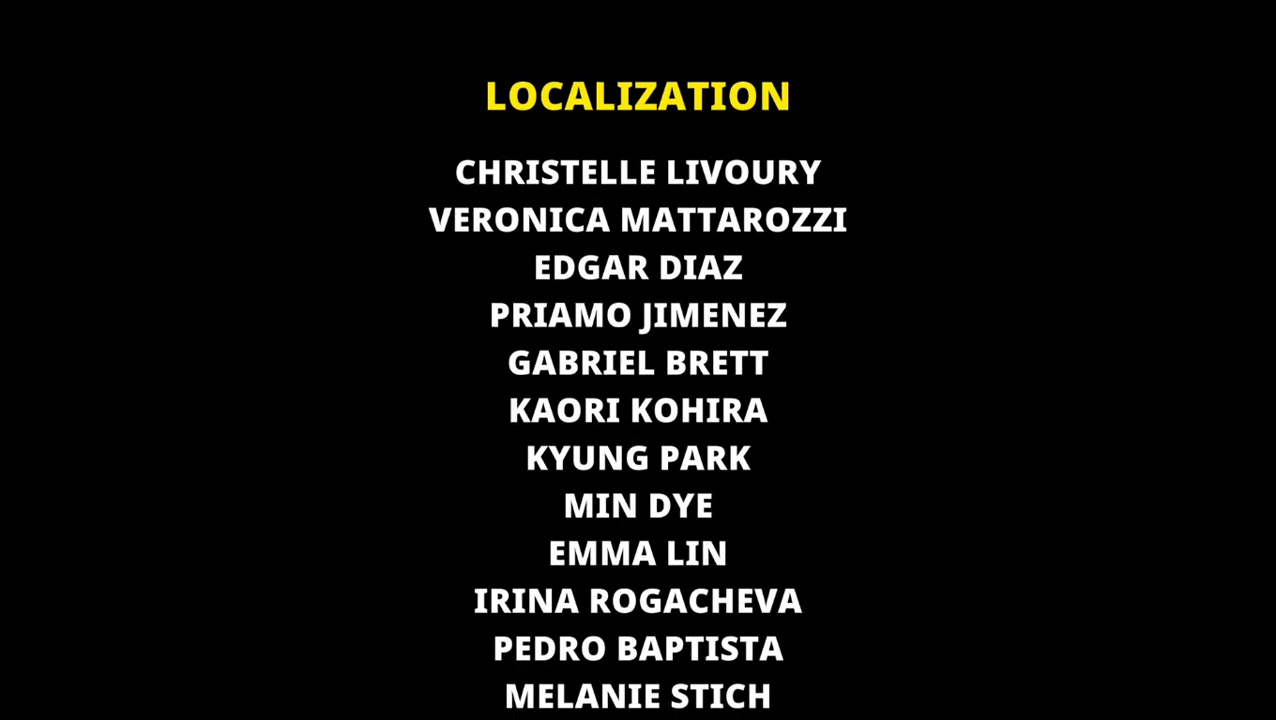 LOCALIZATION
CHRISTELLE LIVOURY
VERONICA MATTAROZZI
EDGAR DIAZ
PRIAMO JIMENEZ
GABRIEL BRETT
KAORI KOHIRA
KYUNG PARK
MIN DYE
EMMA LIN
IRINA ROGACHEVA
PEDRO BAPTISTA
MELANIE STICH